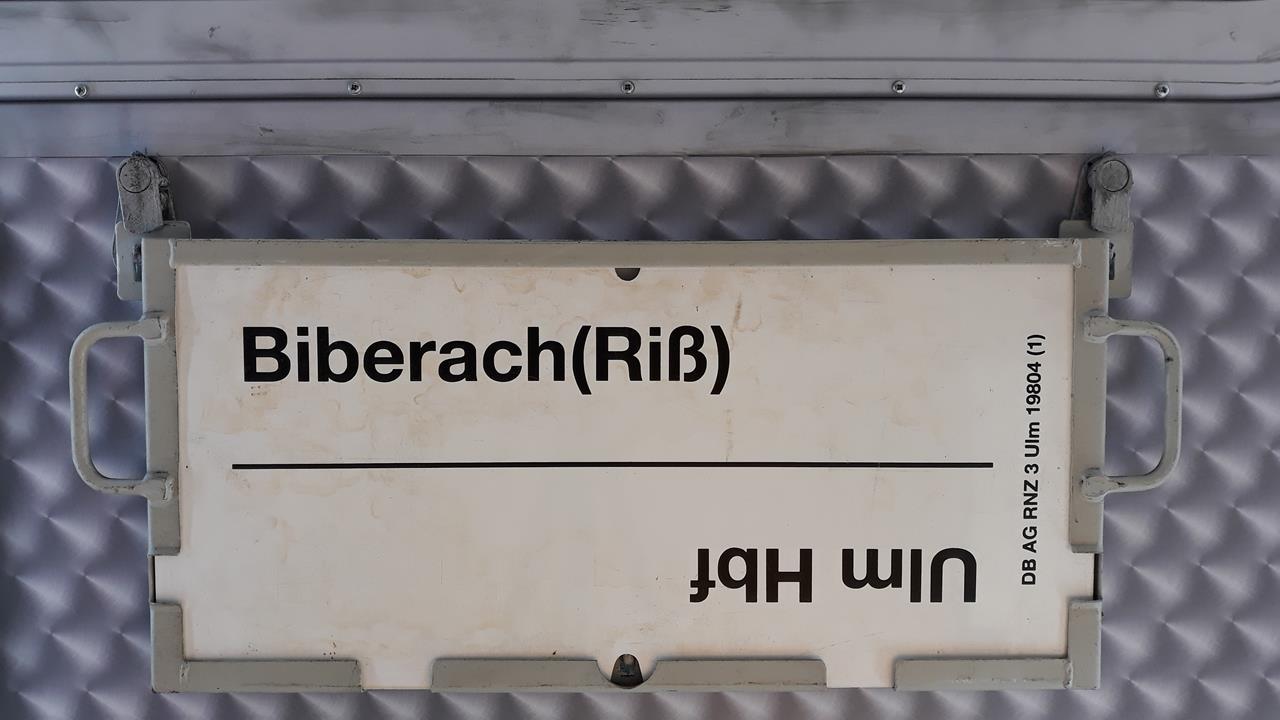 Biberach(Riß)
Ulm Hbf
DB AG RNZ 3 Ulm 19804 (1)